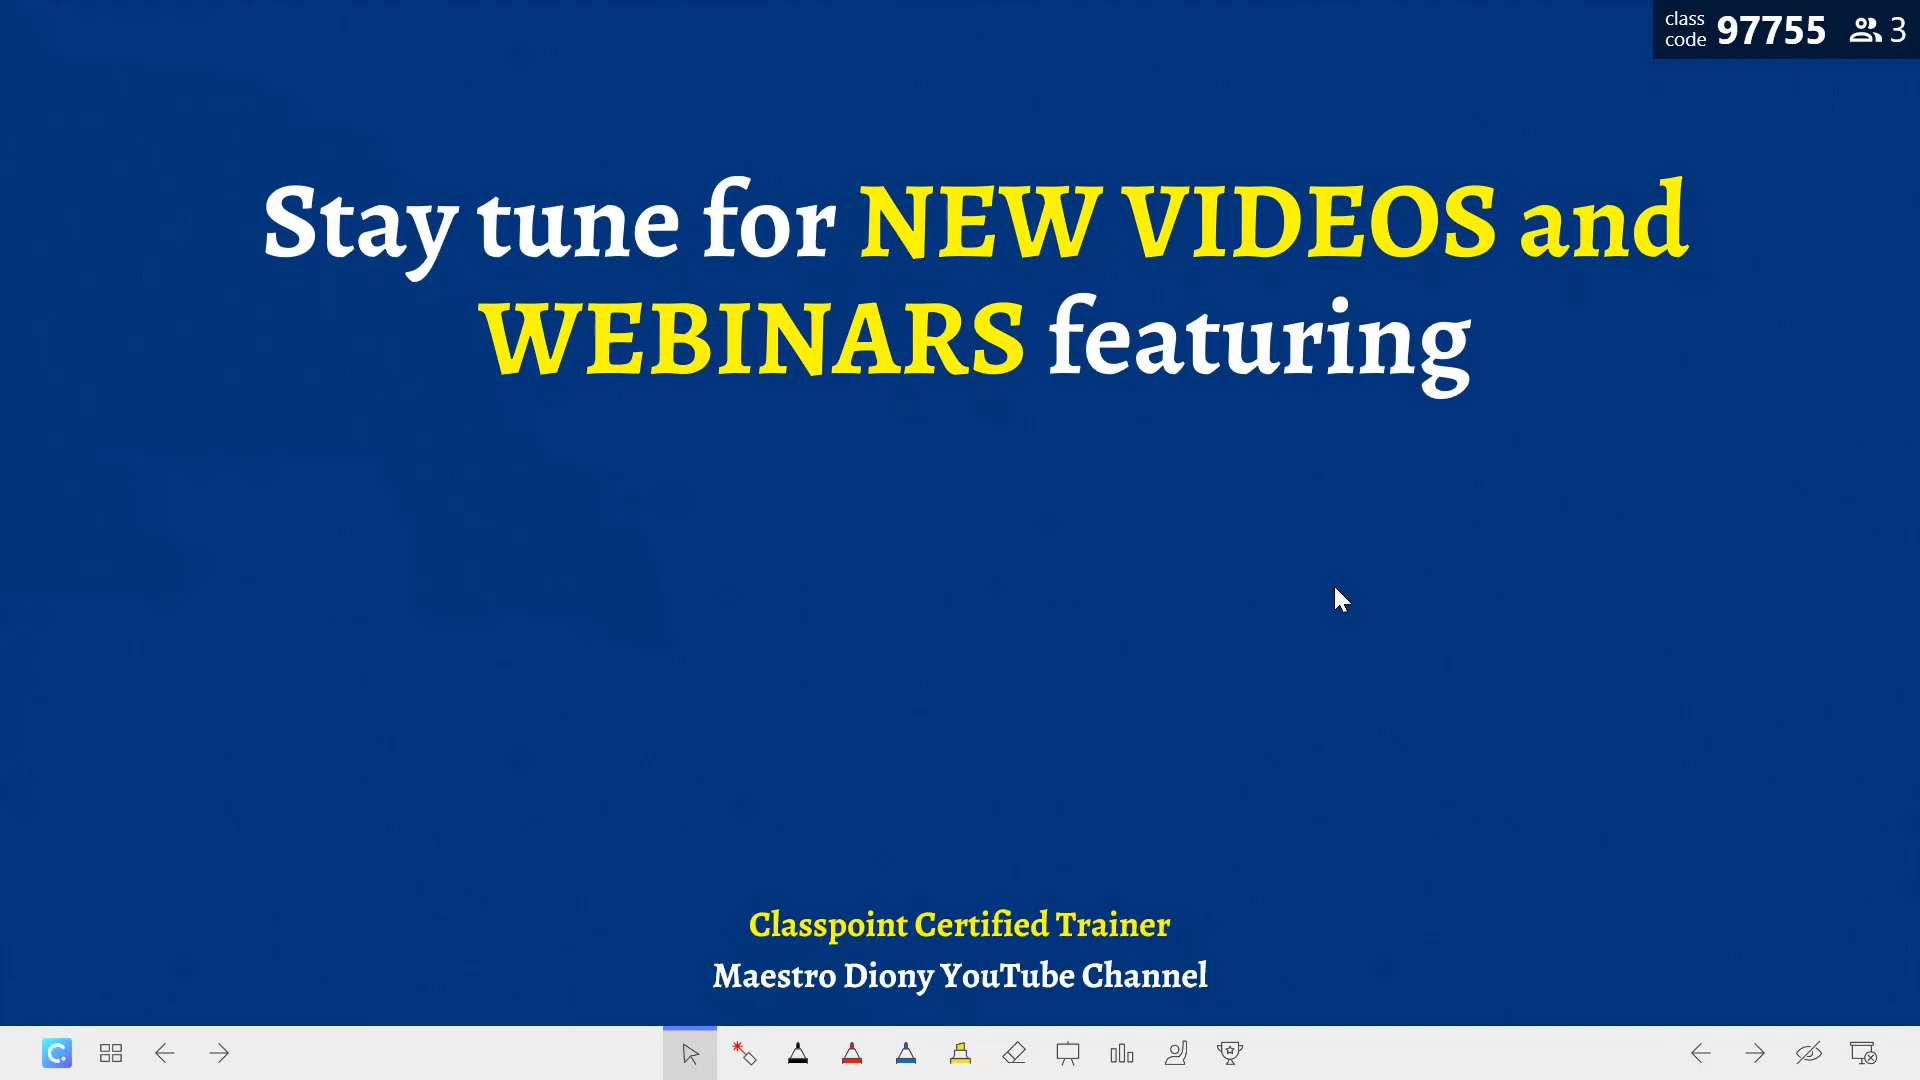 class
code 97755 3
Stay tune for NEW VIDEOS and
WEBINARS featuring
Classpoint Certified Trainer
Maestro Diony YouTube Channel